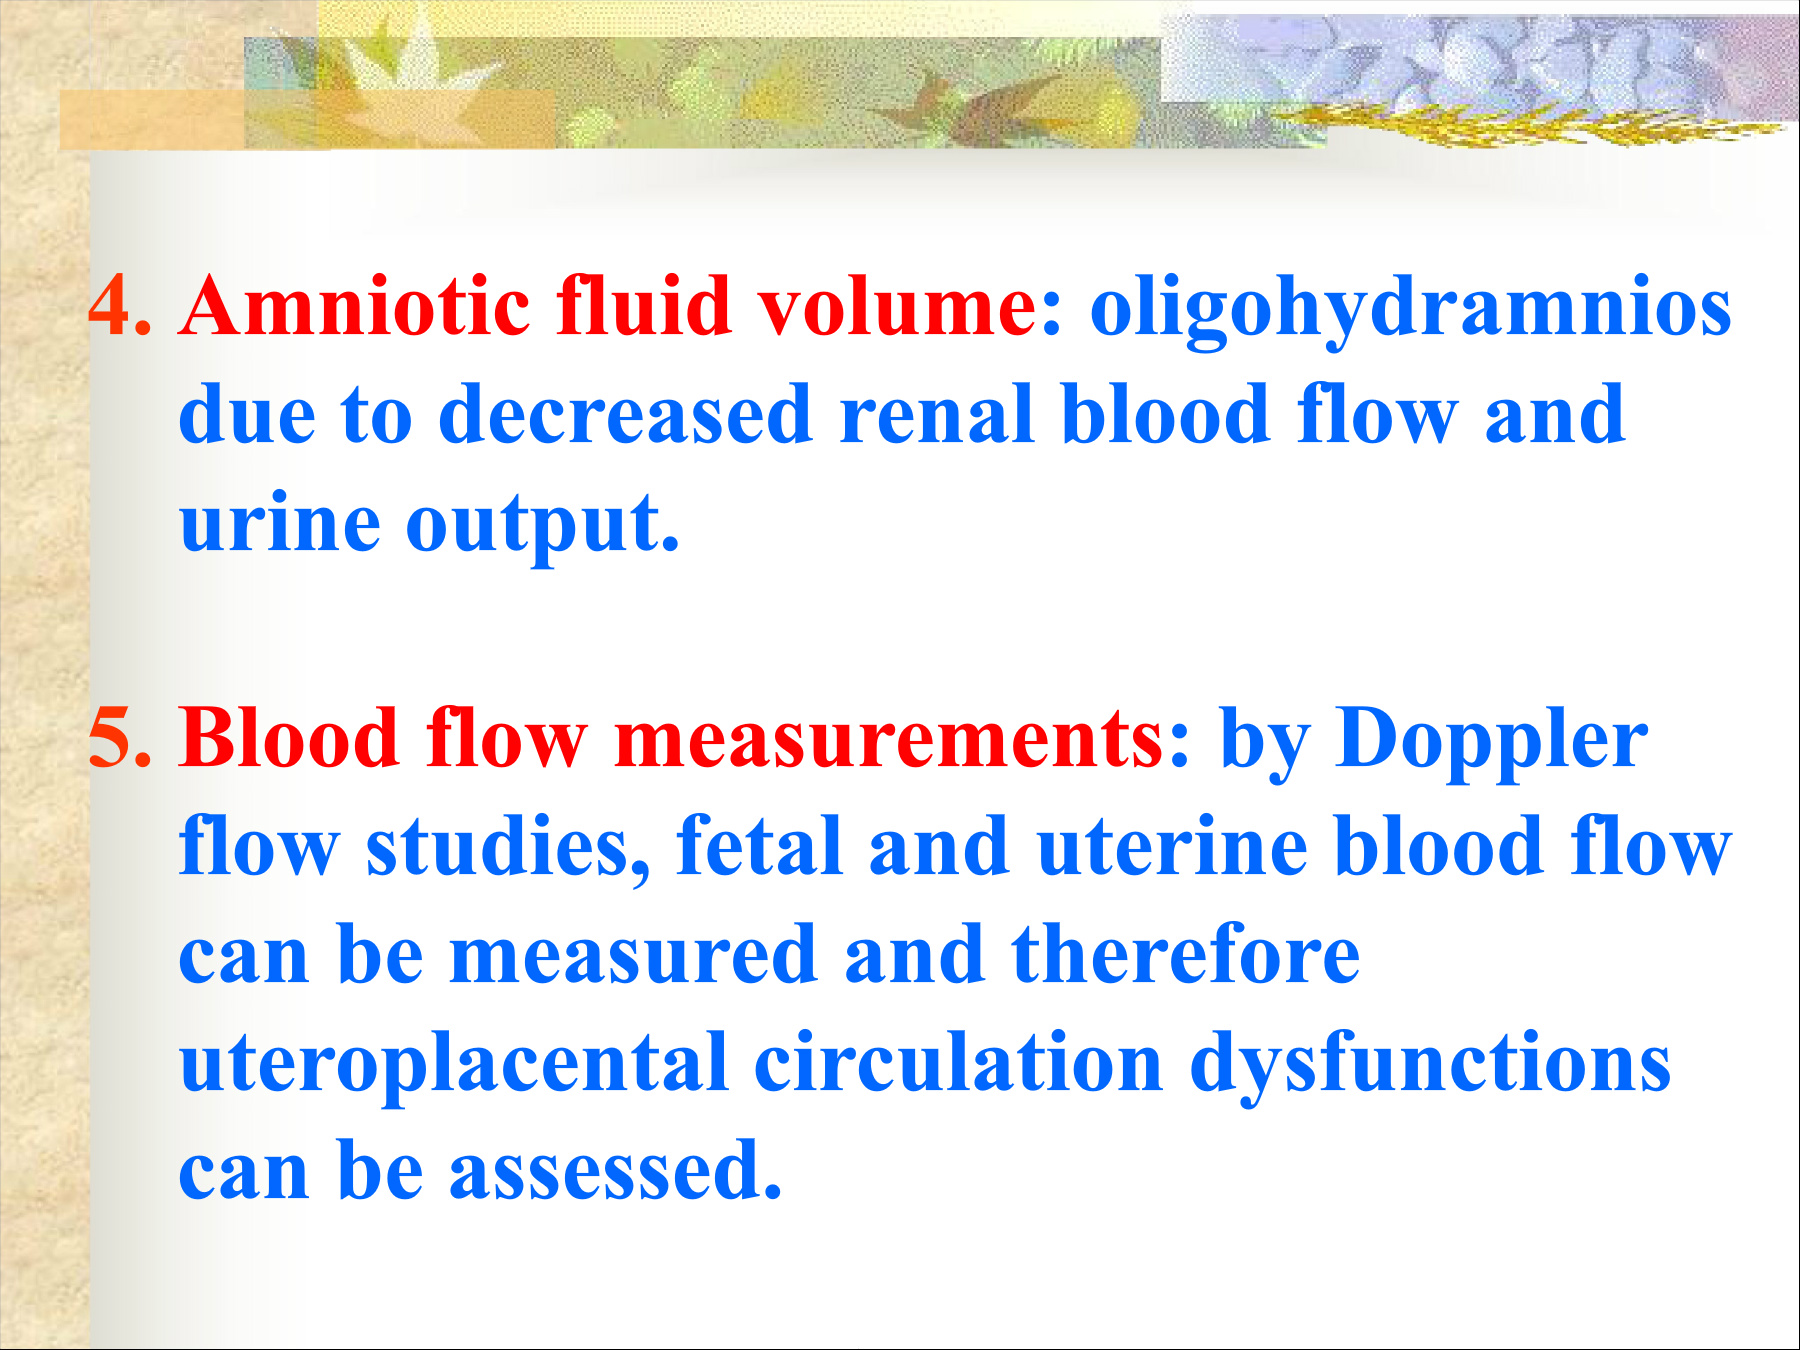 4. Amniotic fluid volume: oligohydramnios
due to decreased renal blood flow and
urine output.
5. Blood flow measurements: by Doppler
flow studies, fetal and uterine blood flow
can be measured and therefore
uteroplacental circulation dysfunctions
can be assessed.